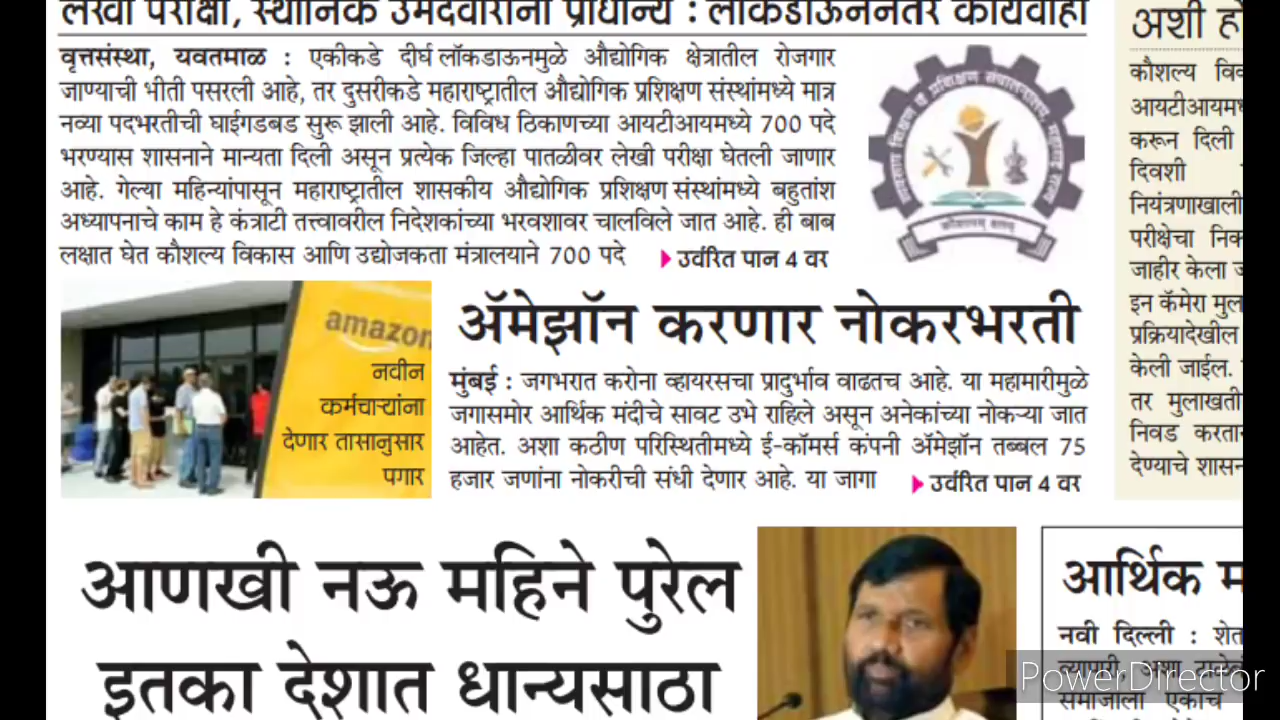 लेखी परीक्षा, स्थानिक उमेदवारांना प्राधान्य : लॉकडाऊननंतर कार्यवाही
वृत्तसंस्था, यवतमाळ : एकीकडे दीर्घ लॉकडाऊनमुळे औद्योगिक क्षेत्रातील रोजगार
जाण्याची भीती पसरली आहे, तर दुसरीकडे महाराष्ट्रातील औद्योगिक प्रशिक्षण संस्थांमध्ये मात्र
नव्या पदभरतीची घाईगडबड सुरू झाली आहे. विविध ठिकाणच्या आयटीआयमध्ये 700 पदे
भरण्यास शासनाने मान्यता दिली असून प्रत्येक जिल्हा पातळीवर लेखी परीक्षा घेतली जाणार
आहे. गेल्या महिन्यांपासून महाराष्ट्रातील शासकीय औद्योगिक प्रशिक्षण संस्थांमध्ये बहुतांश
अध्यापनाचे काम हे कंत्राटी तत्त्वावरील निदेशकांच्या भरवशावर चालविले जात आहे. ही बाब
लक्षात घेत कौशल्य विकास आणि उद्योजकता मंत्रालयाने 700 पदे
उर्वरित पान 4 वर
amazon
नवीन
कर्मचाऱ्यांना
देणार तासानुसार
पगार
ॲमेझॉन करणार नोकरभरती
मुंबई : जगभरात करोना व्हायरसचा प्रादुर्भाव वाढतच आहे. या महामारीमुळे
जगासमोर आर्थिक मंदीचे सावट उभे राहिले असून अनेकांच्या नोकऱ्या जात
आहेत. अशा कठीण परिस्थितीमध्ये ई-कॉमर्स कंपनी ॲमेझॉन तब्बल 75
हजार जणांना नोकरीची संधी देणार आहे. या जागा
उर्वरित पान 4 वर
अशी हो
कौशल्य विक
आयटीआयमध
करून दिली
दिवशी
नियंत्रणाखाली
परीक्षेचा निक
जाहीर केला ज
इन कॅमेरा मुल
प्रक्रियादेखील
केली जाईल.
तर मुलाखती
निवड करतान
देण्याचे शासन
आणखी नऊ महिने पुरेल
इतका देशात धान्यसाठा
आर्थिक म
नवी दिल्ली : शेत
व्यापारी, अशा
समाजाला एकाच
PowerDirector